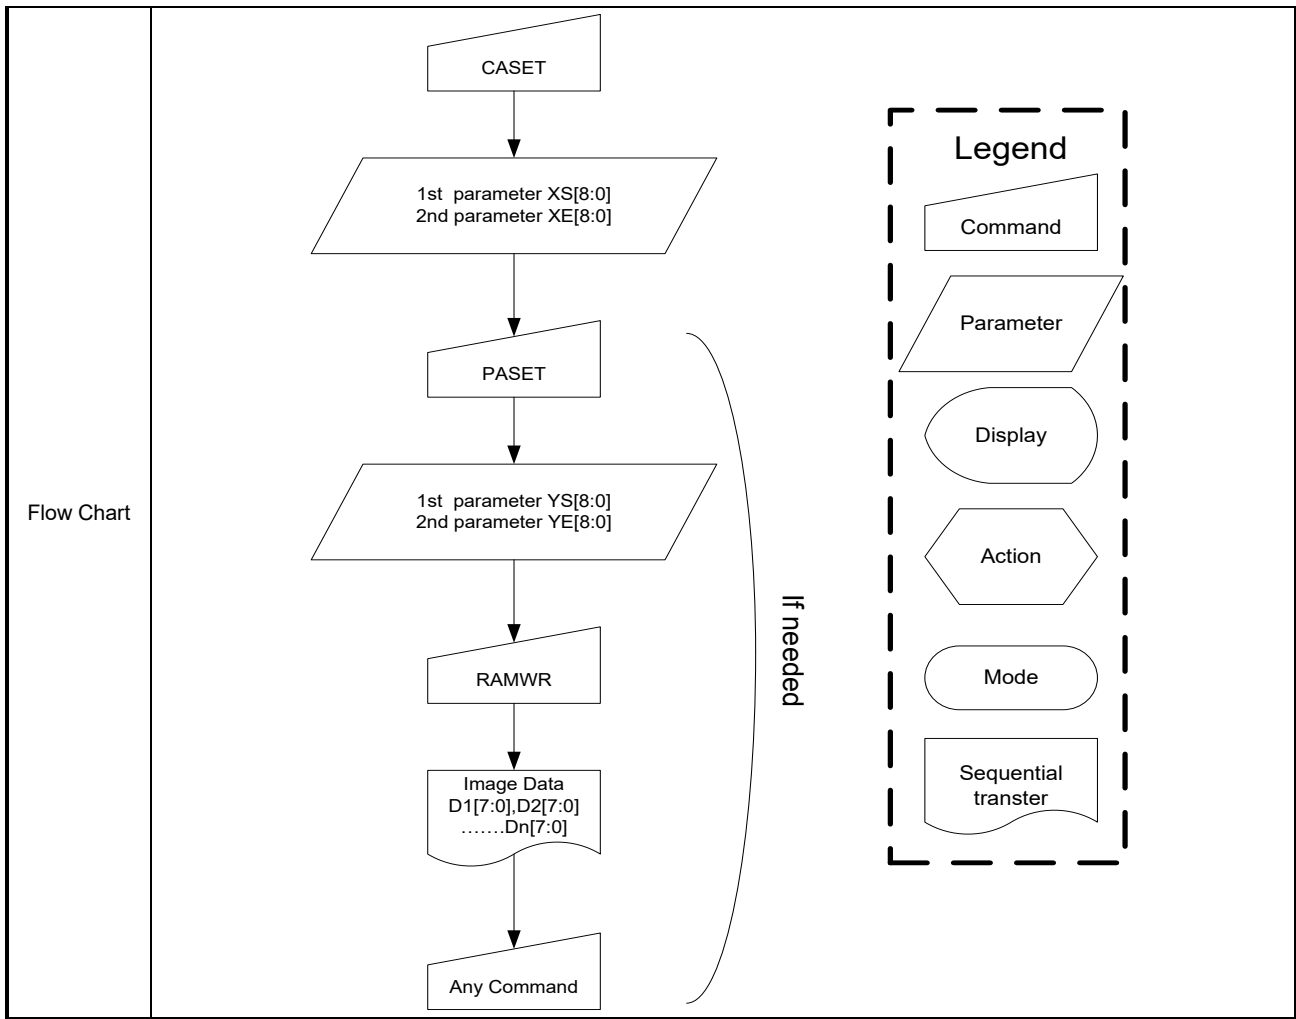 Flow Chart
CASET
1st parameter XS[8:0]
2nd parameter XE[8:0]
PASET
1st parameter YS[8:0]
2nd parameter YE[8:0]
RAMWR
Image Data
D1[7:0],D2[7:0]
.......Dn[7:0]
Any Command
If needed
Legend
Command
Parameter
Display
Action
Mode
Sequential
transter